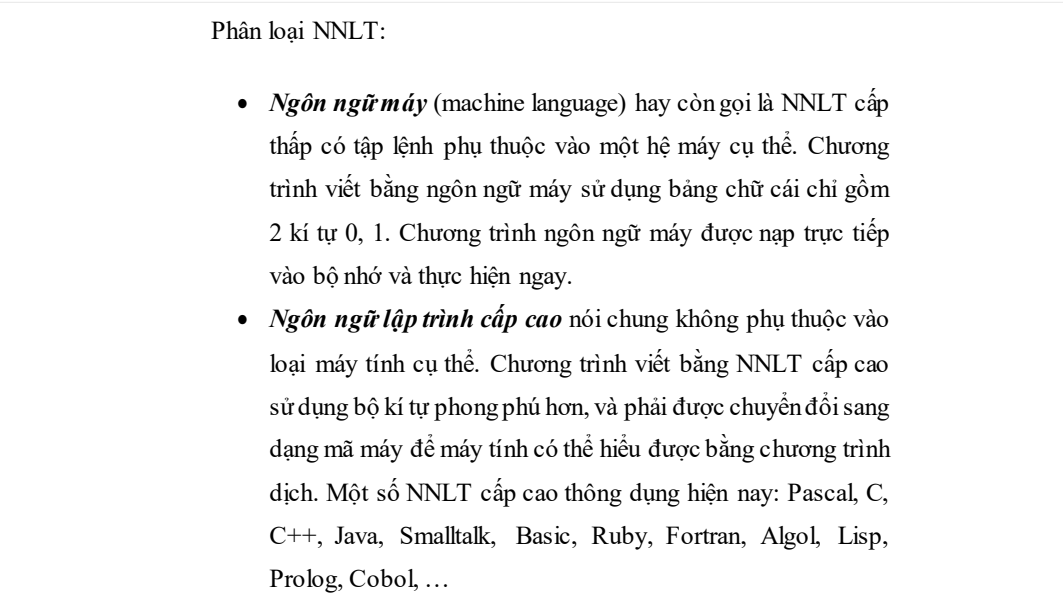 Phân loại NNLT:
• Ngôn ngữ máy (machine language) hay còn gọi là NNLT cấp
thấp có tập lệnh phụ thuộc vào một hệ máy cụ thể. Chương
trình viết bằng ngôn ngữ máy sử dụng bảng chữ cái chỉ gồm
2 kí tự 0, 1. Chương trình ngôn ngữ máy được nạp trực tiếp
vào bộ nhớ và thực hiện ngay.
• Ngôn ngữ lập trình cấp cao nói chung không phụ thuộc vào
loại máy tính cụ thể. Chương trình viết bằng NNLT cấp cao
sử dụng bộ kí tự phong phú hơn, và phải được chuyển đổi sang
dạng mã máy để máy tính có thể hiểu được bằng chương trình
dịch. Một số NNLT cấp cao thông dụng hiện nay: Pascal, C,
C++, Java, Smalltalk, Basic, Ruby, Fortran, Algol, Lisp,
Prolog, Cobol, …